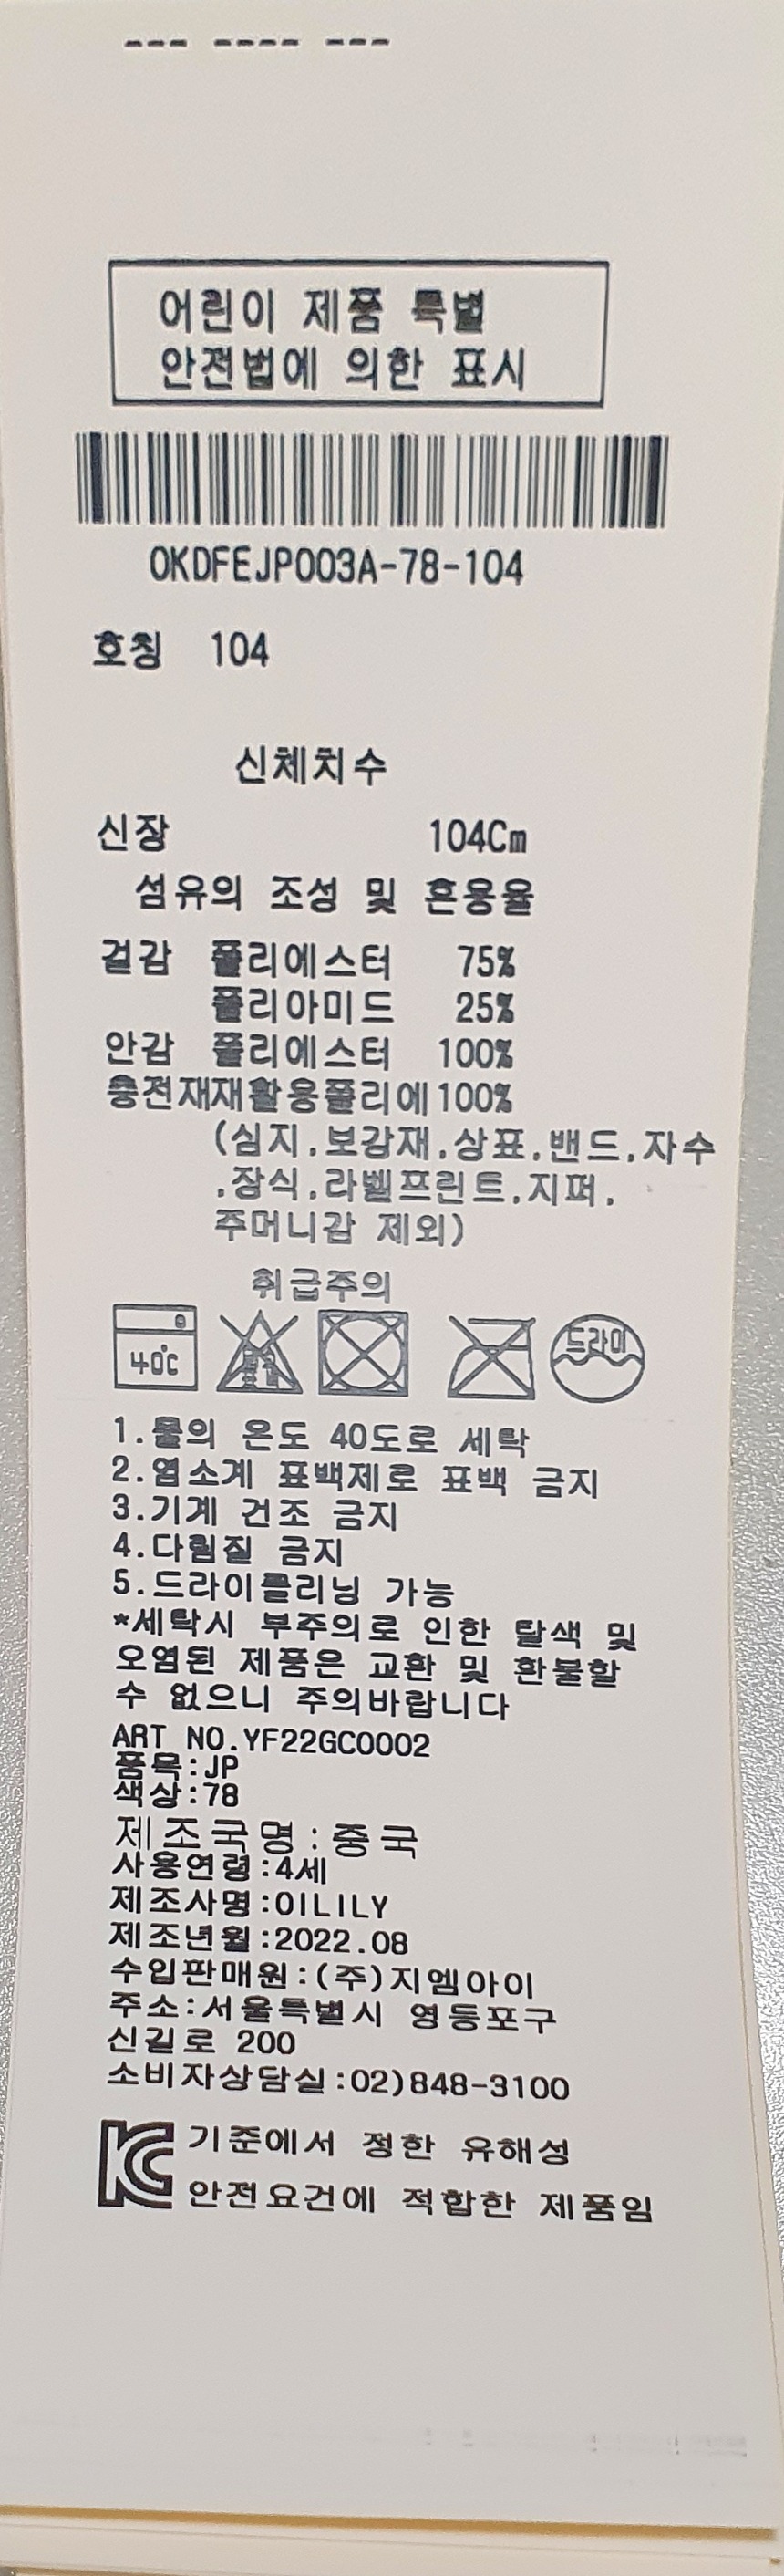 --- ---- ---
어린이 제품 특별
안전법에 의한 표시
OKDFEJP003A-78-104
호칭 104
신체치수
신장 104Cm
섬유의 조성 및 혼용율
겉감 폴리에스터 75%
폴리아미드 25%
안감 폴리에스터 100%
충전재재활용폴리에100%
(심지.보강재.상표.밴드.자수
.장식.라벨프린트.지퍼.
주머니감 제외)
취급주의
40℃ 드라이
1.물의 온도 40도로 세탁
2.염소계 표백제로 표백 금지
3.기계 건조 금지
4.다림질 금지
5.드라이클리닝 가능
*세탁시 부주의로 인한 탈색 및
오염된 제품은 교환 및 환불할
수 없으니 주의바랍니다
ART NO.YF22GC0002
품목:JP
색상:78
제조국명:중국
사용연령:4세
제조사명:OILILY
제조년월:2022.08
수입판매원:(주)지엠아이
주소:서울특별시 영등포구
신길로 200
소비자상담실:02)848-3100
KC 기준에서 정한 유해성
안전요건에 적합한 제품임